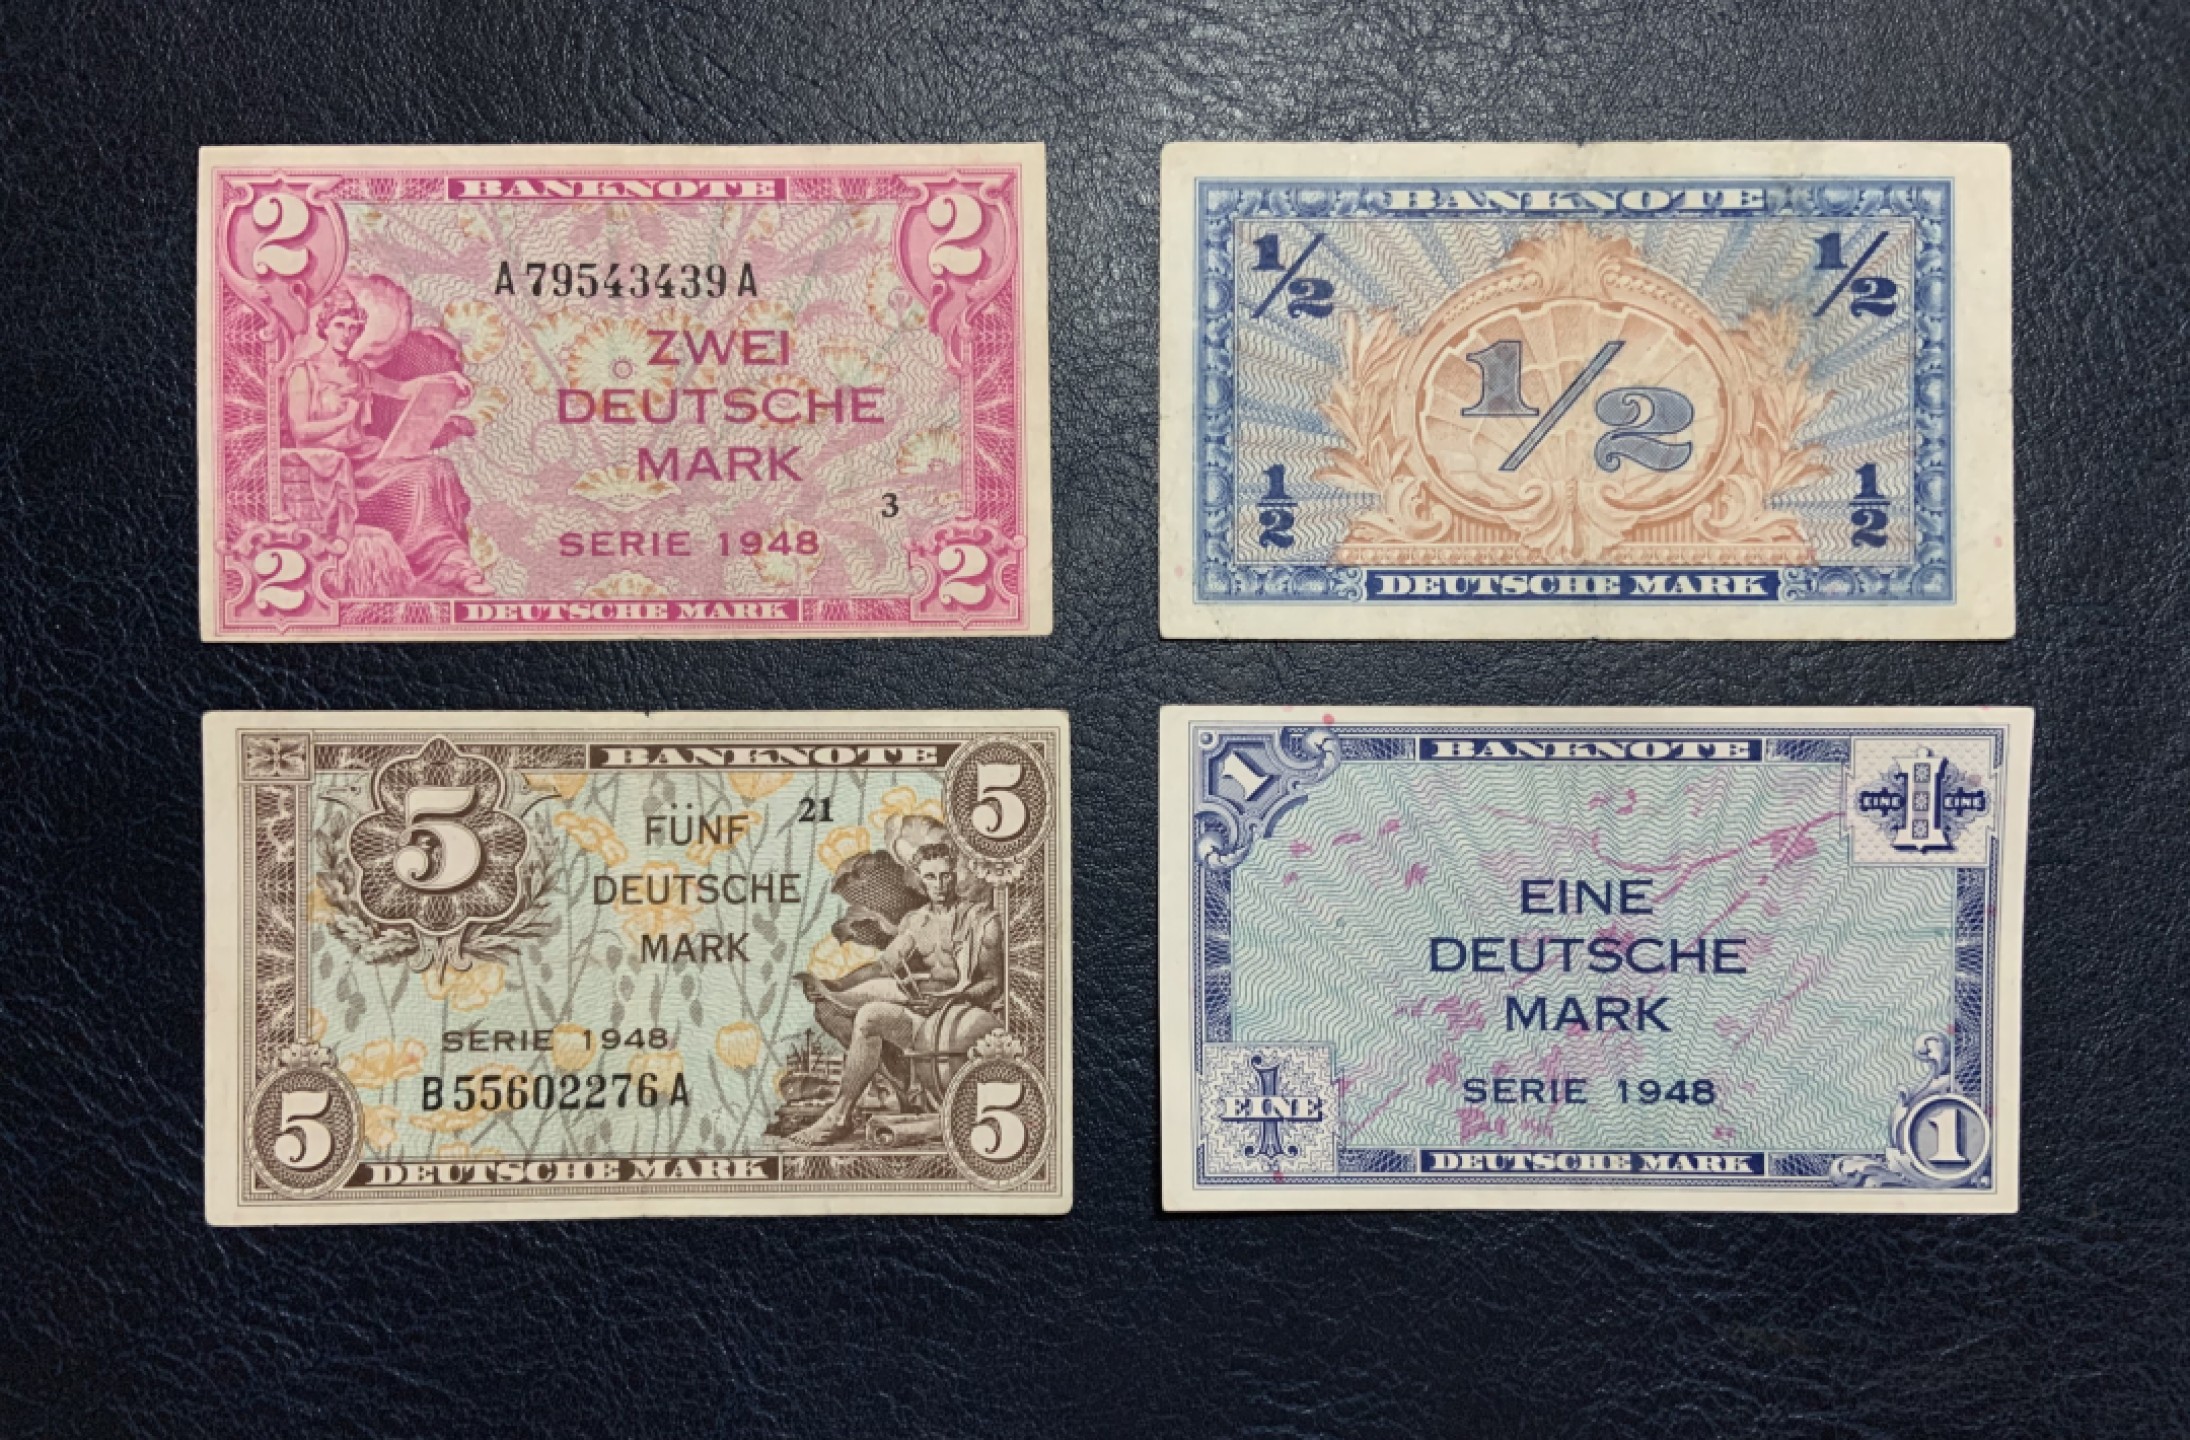 BANKNOTE
2 2
A 79543439 A
ZWEI
DEUTSCHE
MARK
3
SERIE 1948
2 2
DEUTSCHE MARK
BANKNOTE
1/2 1/2
1/2
1/2 1/2
DEUTSCHE MARK
BANKNOTE
5 5
21
FÜNF
DEUTSCHE
MARK
SERIE 1948
B 55602276 A
5 5
DEUTSCHE MARK
BANKNOTE
1 1
EINE EINE
EINE
DEUTSCHE
MARK
SERIE 1948
1 EINE 1
DEUTSCHE MARK